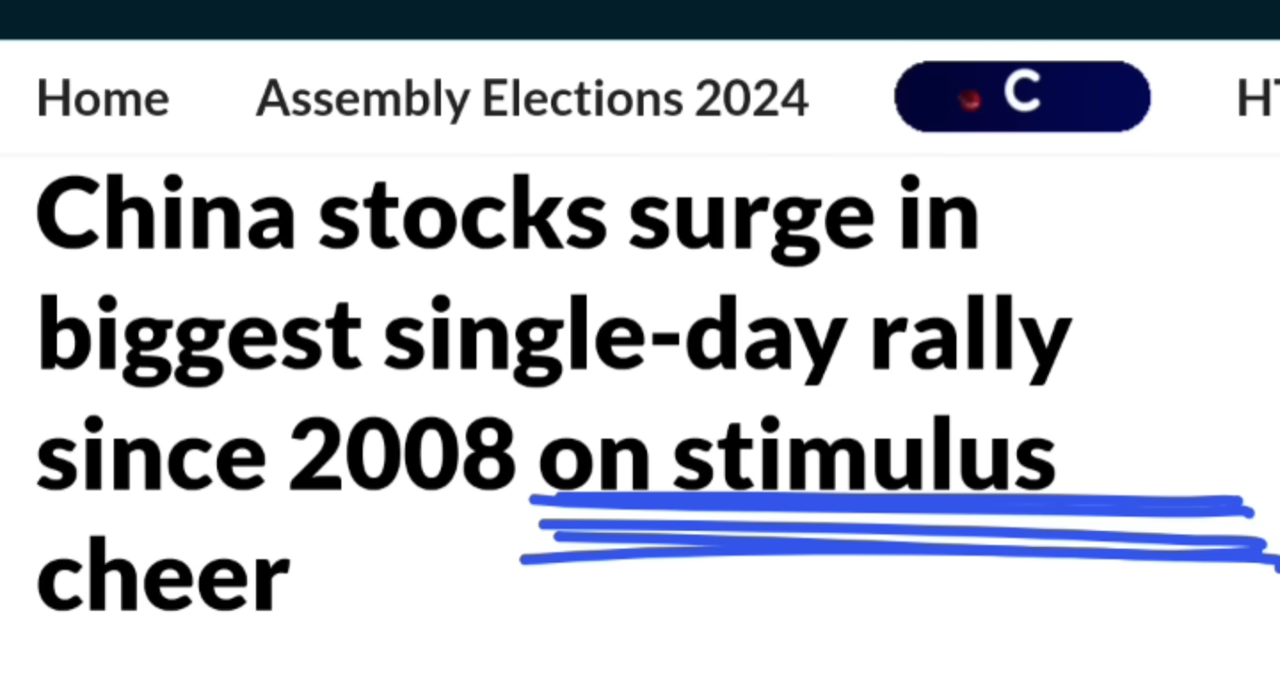 Home Assembly Elections 2024 C
China stocks surge in
biggest single-day rally
since 2008 on stimulus
cheer